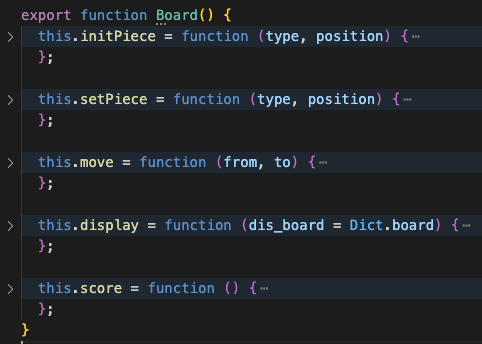 export function Board() {
this.initPiece = function (type, position) {⋯
};
this.setPiece = function (type, position) {⋯
};
this.move = function (from, to) {⋯
};
this.display = function (dis_board = Dict.board) {⋯
};
this.score = function () {⋯
};
}